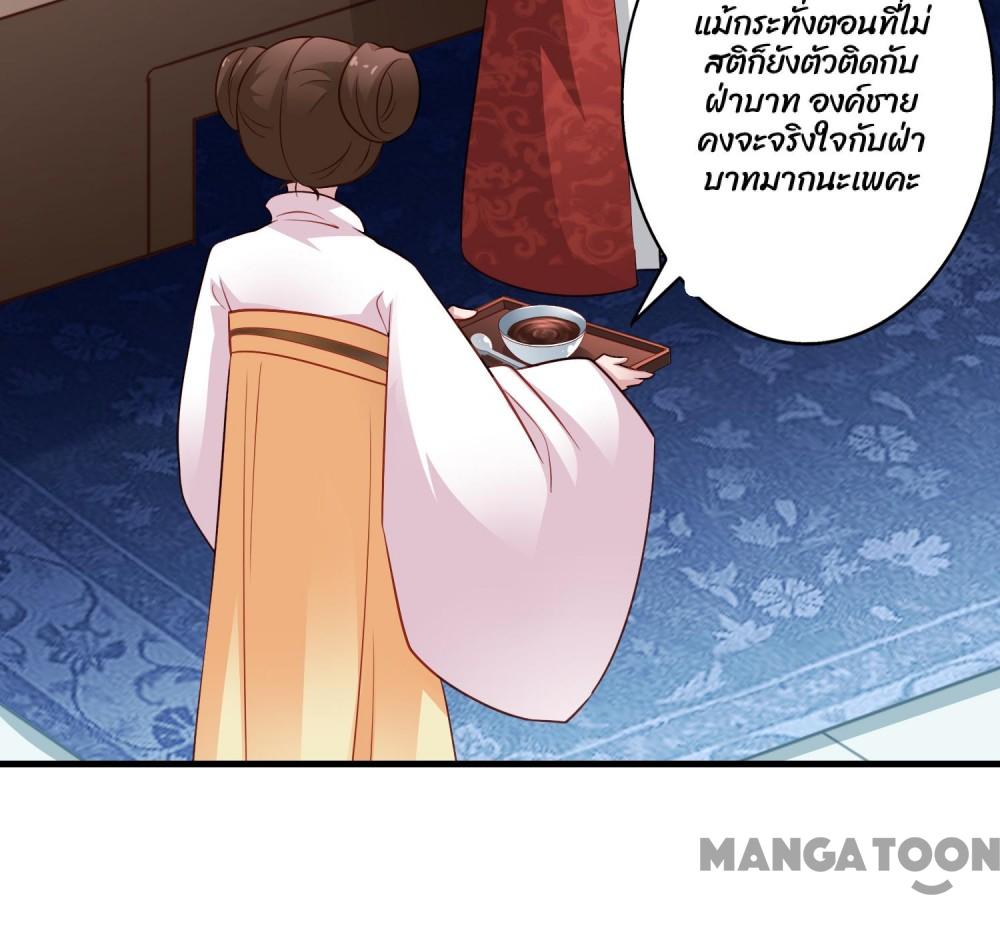 แม้กระทั่งตอนที่ไม่
สติก็ยังตัวติดกับ
ฝ่าบาท องค์ชาย
คงจะจริงใจกับฝ่า
บาทมากนะเพคะ
MANGATOON